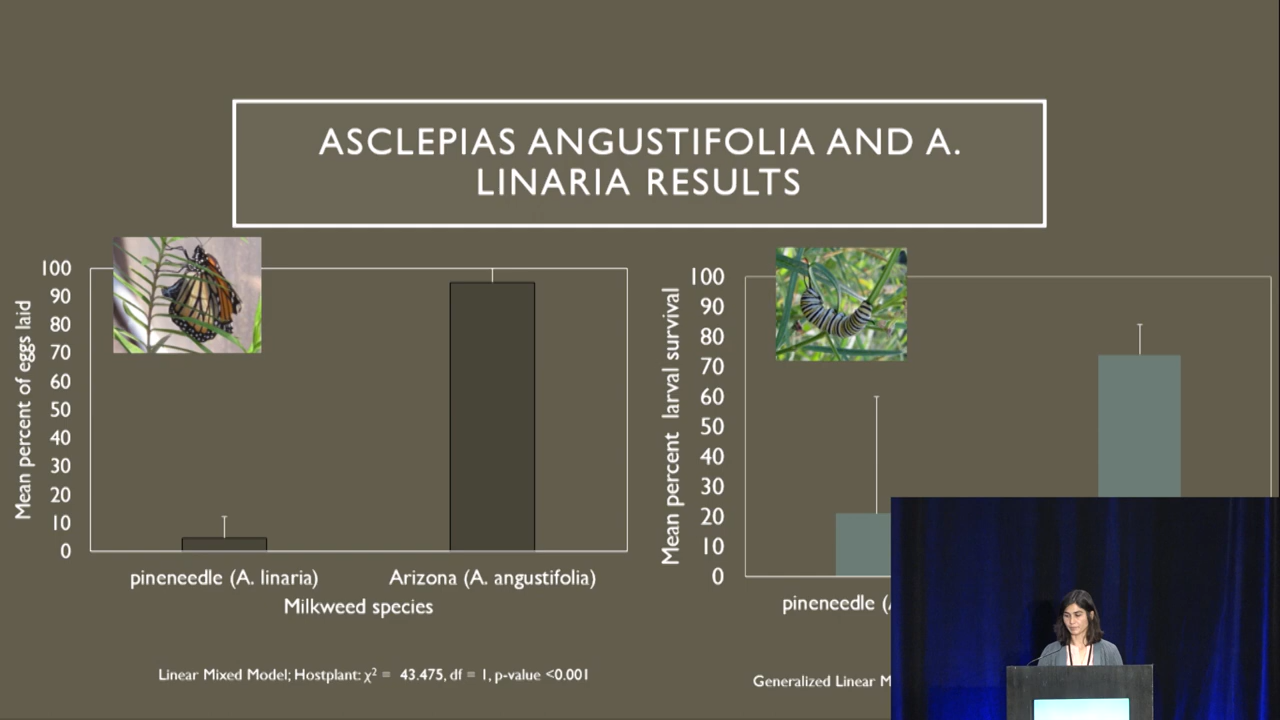 ASCLEPIAS ANGUSTIFOLIA AND A.
LINARIA RESULTS
Mean percent of eggs laid
100
90
80
70
60
50
40
30
20
10
0
pineneedle (A. linaria)
Arizona (A. angustifolia)
Milkweed species
Linear Mixed Model; Hostplant: χ² = 43.475, df = 1, p-value <0.001
Mean percent larval survival
100
90
80
70
60
50
40
30
20
10
0
pineneedle (
Generalized Linear